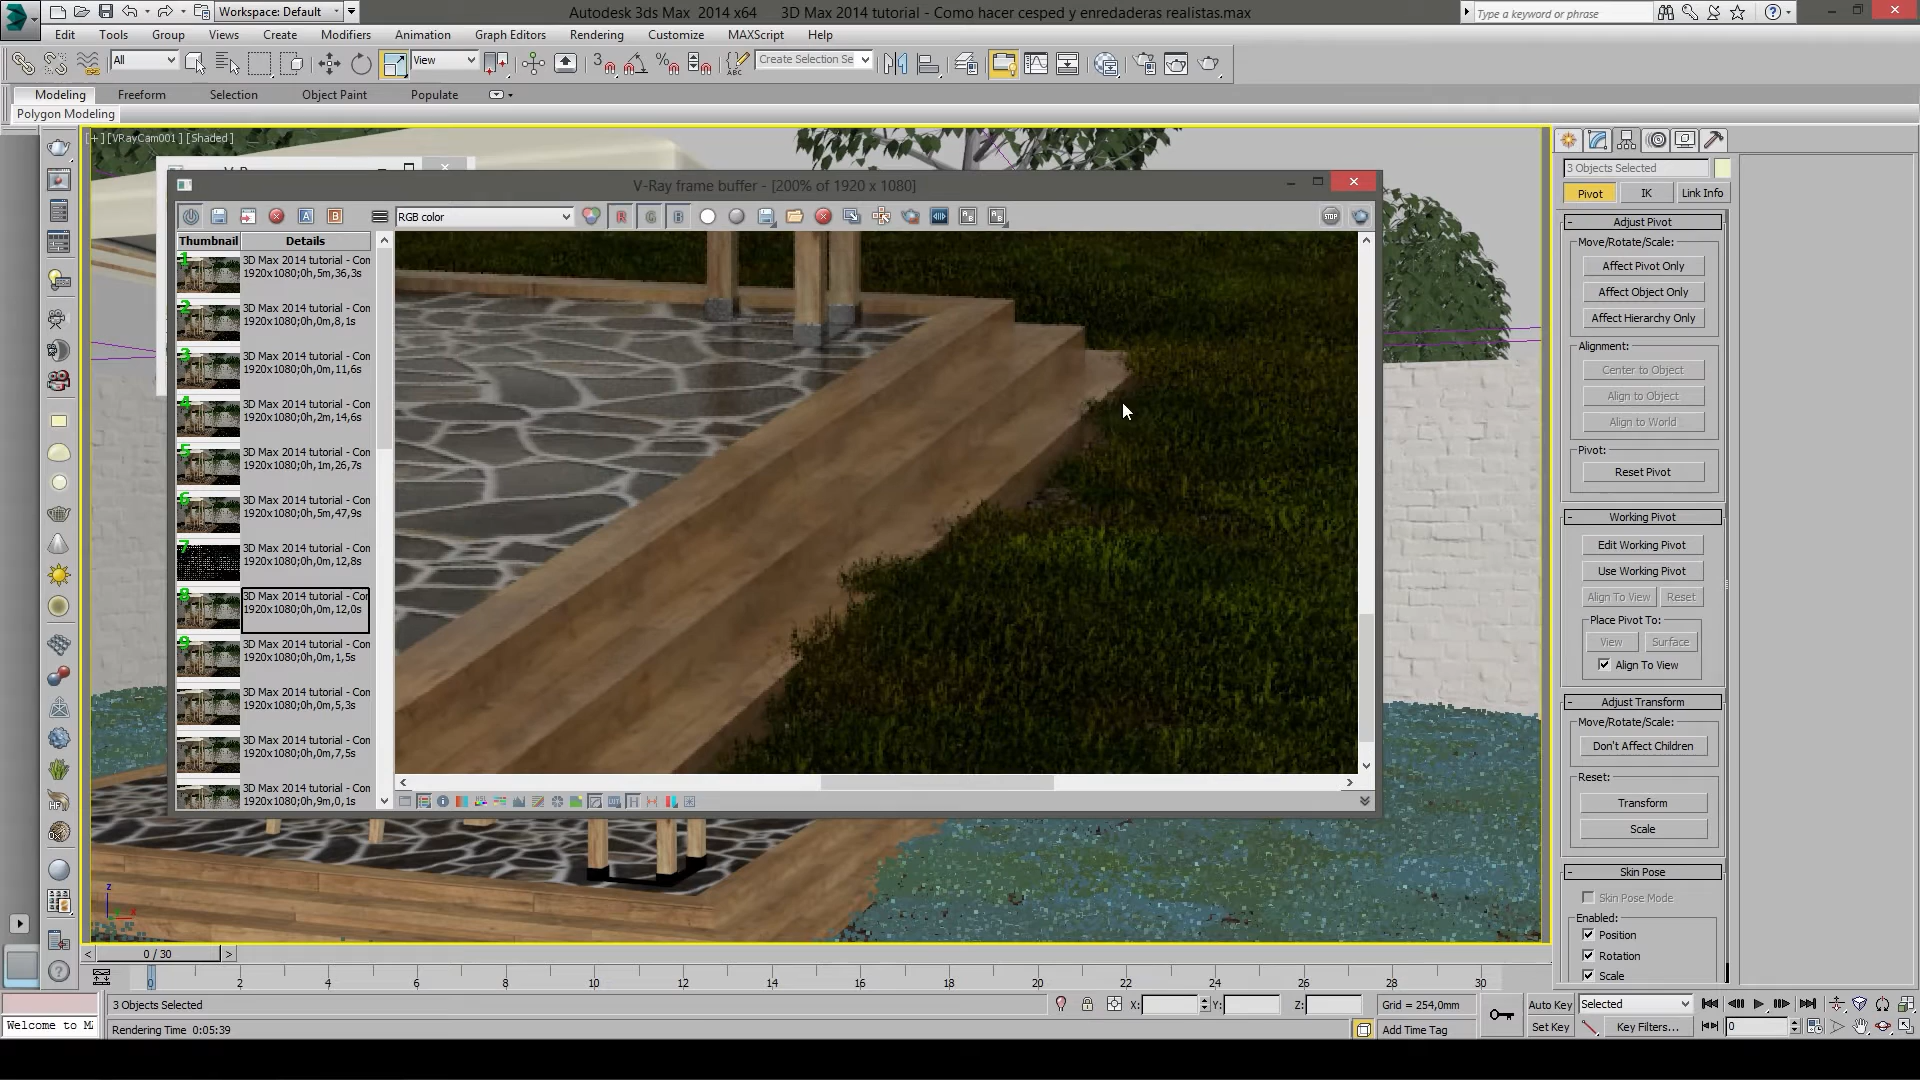 Workspace: Default
Autodesk 3ds Max 2014 x64 3D Max 2014 tutorial - Como hacer cesped y enredaderas realistas.max
Type a keyword or phrase
Edit Tools Group Views Create Modifiers Animation Graph Editors Rendering Customize MAXScript Help
All
View
Create Selection Se
Modeling Freeform Selection Object Paint Populate
Polygon Modeling
[+] [VRayCam001] [Shaded]
V-Ray frame buffer - [200% of 1920 x 1080]
RGB color
Thumbnail Details
1
3D Max 2014 tutorial - Con
1920x1080;0h,5m,36,3s
2
3D Max 2014 tutorial - Con
1920x1080;0h,0m,8,1s
3
3D Max 2014 tutorial - Con
1920x1080;0h,0m,11,6s
4
3D Max 2014 tutorial - Con
1920x1080;0h,2m,14,6s
5
3D Max 2014 tutorial - Con
1920x1080;0h,1m,26,7s
6
3D Max 2014 tutorial - Con
1920x1080;0h,5m,47,9s
7
3D Max 2014 tutorial - Con
1920x1080;0h,0m,12,8s
8
3D Max 2014 tutorial - Con
1920x1080;0h,0m,12,0s
9
3D Max 2014 tutorial - Con
1920x1080;0h,0m,1,5s
3D Max 2014 tutorial - Con
1920x1080;0h,0m,5,3s
3D Max 2014 tutorial - Con
1920x1080;0h,0m,7,5s
3D Max 2014 tutorial - Con
1920x1080;0h,9m,0,1s
3 Objects Selected
Pivot IK Link Info
Adjust Pivot
Move/Rotate/Scale:
Affect Pivot Only
Affect Object Only
Affect Hierarchy Only
Alignment:
Center to Object
Align to Object
Align to World
Pivot:
Reset Pivot
Working Pivot
Edit Working Pivot
Use Working Pivot
Align To View Reset
Place Pivot To:
View Surface
Align To View
Adjust Transform
Move/Rotate/Scale:
Don't Affect Children
Reset:
Transform
Scale
Skin Pose
Skin Pose Mode
Enabled:
Position
Rotation
Scale
0 / 30
0 2 4 6 8 10 12 14 16 18 20 22 24 26 28 30
3 Objects Selected
X: Y: Z:
Grid = 254,0mm
Auto Key
Selected
Welcome to M
Rendering Time 0:05:39
Add Time Tag
Set Key
Key Filters...
0